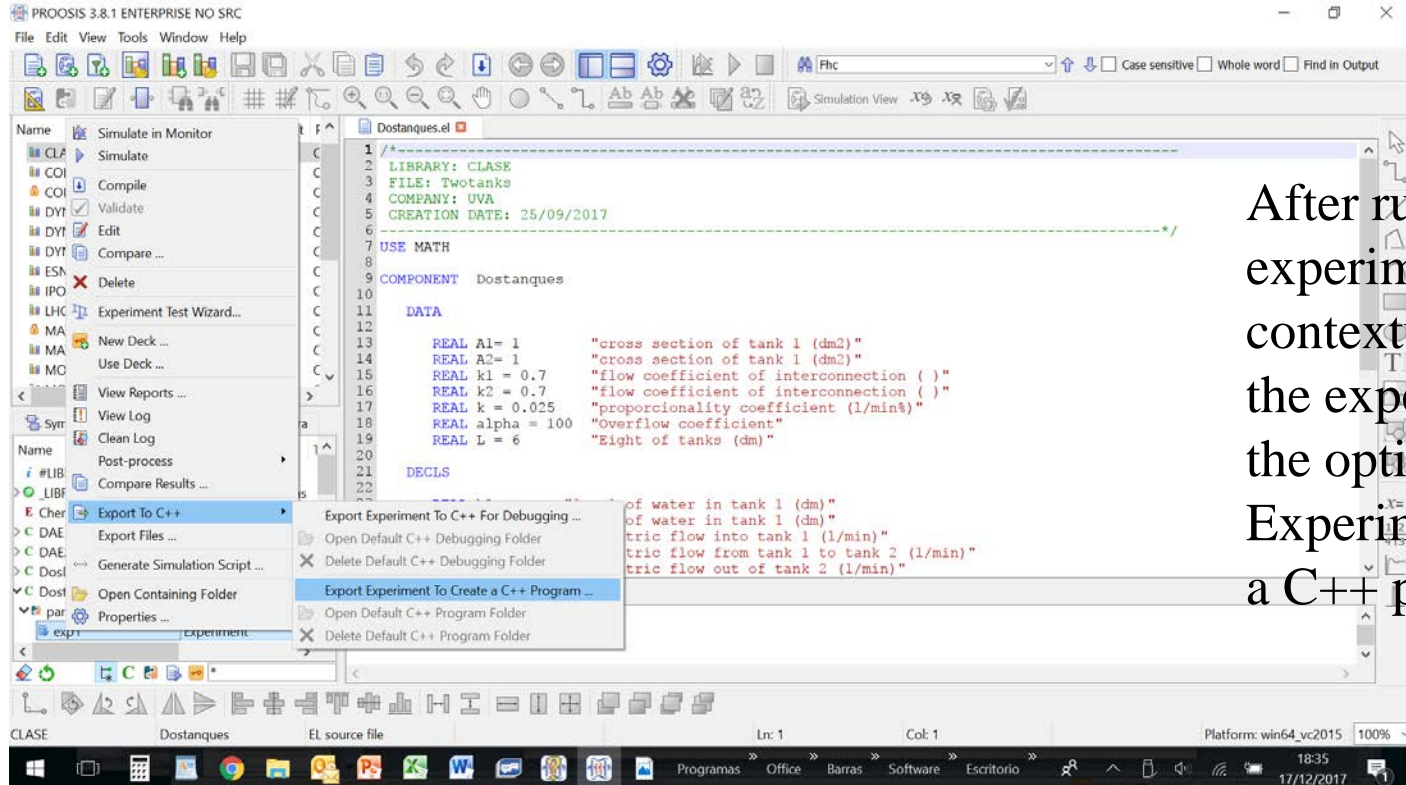 PROOSIS 3.8.1 ENTERPRISE NO SRC
File Edit View Tools Window Help
Fhc
Case sensitive Whole word Find in Output
Simulation View
Name
Simulate in Monitor
Simulate
Compile
Validate
Edit
Compare ...
Delete
Experiment Test Wizard...
New Deck ...
Use Deck ...
View Reports ...
View Log
Clean Log
Post-process
Compare Results ...
Export To C++
Export Files ...
Generate Simulation Script ...
Open Containing Folder
Properties ...
Export Experiment To C++ For Debugging ...
Open Default C++ Debugging Folder
Delete Default C++ Debugging Folder
Export Experiment To Create a C++ Program ...
Open Default C++ Program Folder
Delete Default C++ Program Folder
Name
#LIB
_LIBF
E Cher
C DAE
C DAE
C Dost
par
exp1 Experiment
Dostanques.el
1 /*-----------------------------------------------------------------------------------------
2 LIBRARY: CLASE
3 FILE: Twotanks
4 COMPANY: UVA
5 CREATION DATE: 25/09/2017
6 -----------------------------------------------------------------------------------------*/
7 USE MATH
8
9 COMPONENT Dostanques
10
11 DATA
12
13 REAL A1= 1 "cross section of tank 1 (dm2)"
14 REAL A2= 1 "cross section of tank 1 (dm2)"
15 REAL k1 = 0.7 "flow coefficient of interconnection ( )"
16 REAL k2 = 0.7 "flow coefficient of interconnection ( )"
17 REAL k = 0.025 "proporcionality coefficient (l/min%)"
18 REAL alpha = 100 "Overflow coefficient"
19 REAL L = 6 "Eight of tanks (dm)"
20
21 DECLS
22
of water in tank 1 (dm)"
of water in tank 1 (dm)"
tric flow into tank 1 (l/min)"
tric flow from tank 1 to tank 2 (l/min)"
tric flow out of tank 2 (l/min)"
After ru
experim
contextu
the expe
the opti
Experim
a C++ p
CLASE Dostanques EL source file Ln: 1 Col: 1 Platform: win64_vc2015 100%
Programas Office Barras Software Escritorio
18:35
17/12/2017